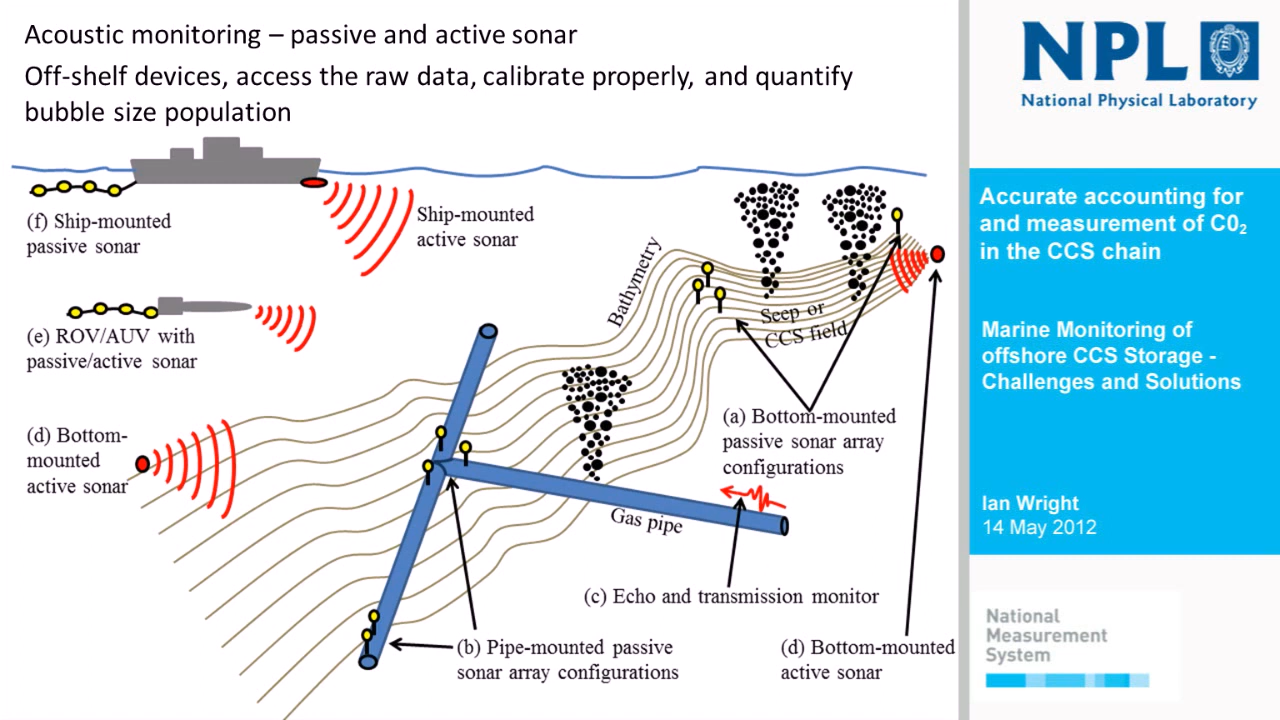 Acoustic monitoring – passive and active sonar
Off-shelf devices, access the raw data, calibrate properly, and quantify
bubble size population
(f) Ship-mounted
passive sonar
Ship-mounted
active sonar
(e) ROV/AUV with
passive/active sonar
(d) Bottom-
mounted
active sonar
Bathymetry
Seep or
CCS field
(a) Bottom-mounted
passive sonar array
configurations
Gas pipe
(c) Echo and transmission monitor
(b) Pipe-mounted passive
sonar array configurations
(d) Bottom-mounted
active sonar
NPL
National Physical Laboratory
Accurate accounting for
and measurement of C0₂
in the CCS chain
Marine Monitoring of
offshore CCS Storage -
Challenges and Solutions
Ian Wright
14 May 2012
National
Measurement
System